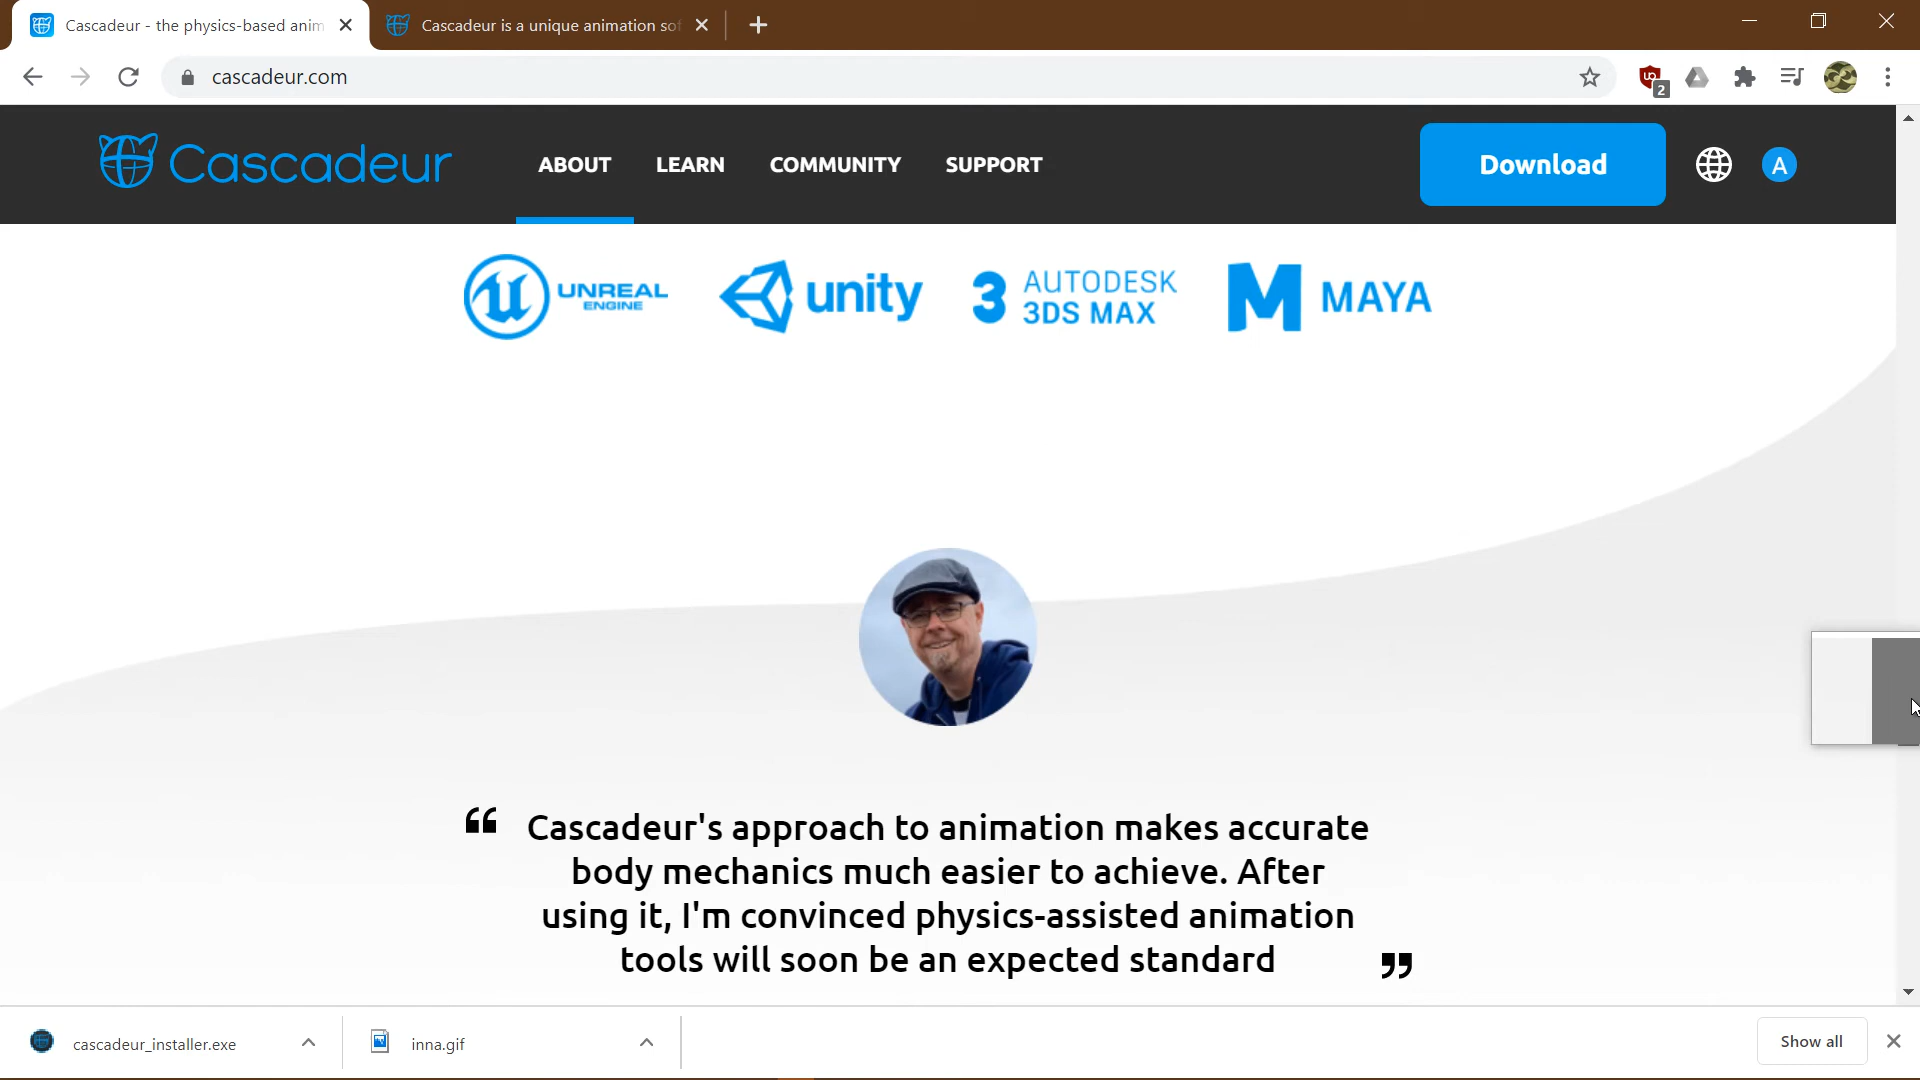 Cascadeur - the physics-based anim
Cascadeur is a unique animation sof
cascadeur.com
2
Cascadeur
ABOUT
LEARN
COMMUNITY
SUPPORT
Download
A
UNREAL
ENGINE
unity
3
AUTODESK
3DS MAX
M
MAYA
“ Cascadeur's approach to animation makes accurate
body mechanics much easier to achieve. After
using it, I'm convinced physics-assisted animation
tools will soon be an expected standard ”
cascadeur_installer.exe
inna.gif
Show all